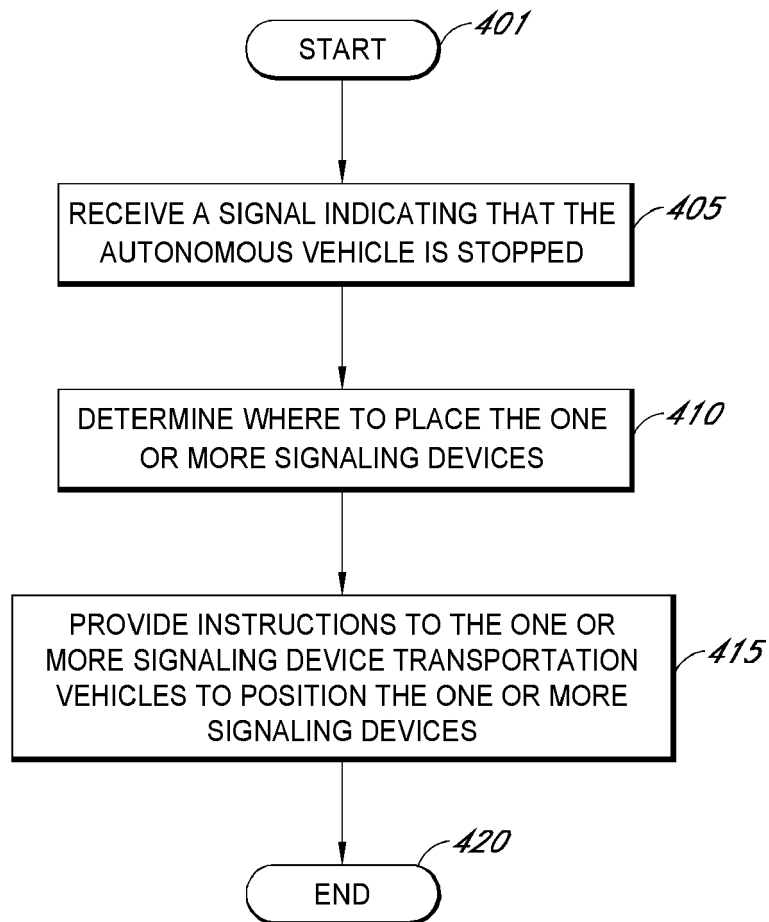 START
401
RECEIVE A SIGNAL INDICATING THAT THE
AUTONOMOUS VEHICLE IS STOPPED
405
DETERMINE WHERE TO PLACE THE ONE
OR MORE SIGNALING DEVICES
410
PROVIDE INSTRUCTIONS TO THE ONE OR
MORE SIGNALING DEVICE TRANSPORTATION
VEHICLES TO POSITION THE ONE OR MORE
SIGNALING DEVICES
415
END
420